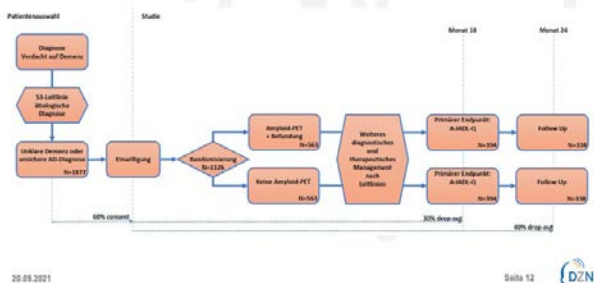 Patientenauswahl
Studie
Monat 18
Monat 24
Diagnose
Verdacht auf Demenz
S3-Leitlinie
ätiologische
Diagnose
Unklare Demenz oder
unsichere AD-Diagnose
N=1877
Einwilligung
Randomisierung
N=1126
Amyloid-PET
+ Befundung
N=563
Keine Amyloid-PET
N=563
Weiteres
diagnostisches
und
therapeutisches
Management
nach
Leitlinien
Primärer Endpunkt:
A-IADL-Q
N=394
Primärer Endpunkt:
A-IADL-Q
N=394
Follow Up
N=338
Follow Up
N=338
60% consent
30% drop-out
40% drop-out
20.09.2021
Seite 12
DZN